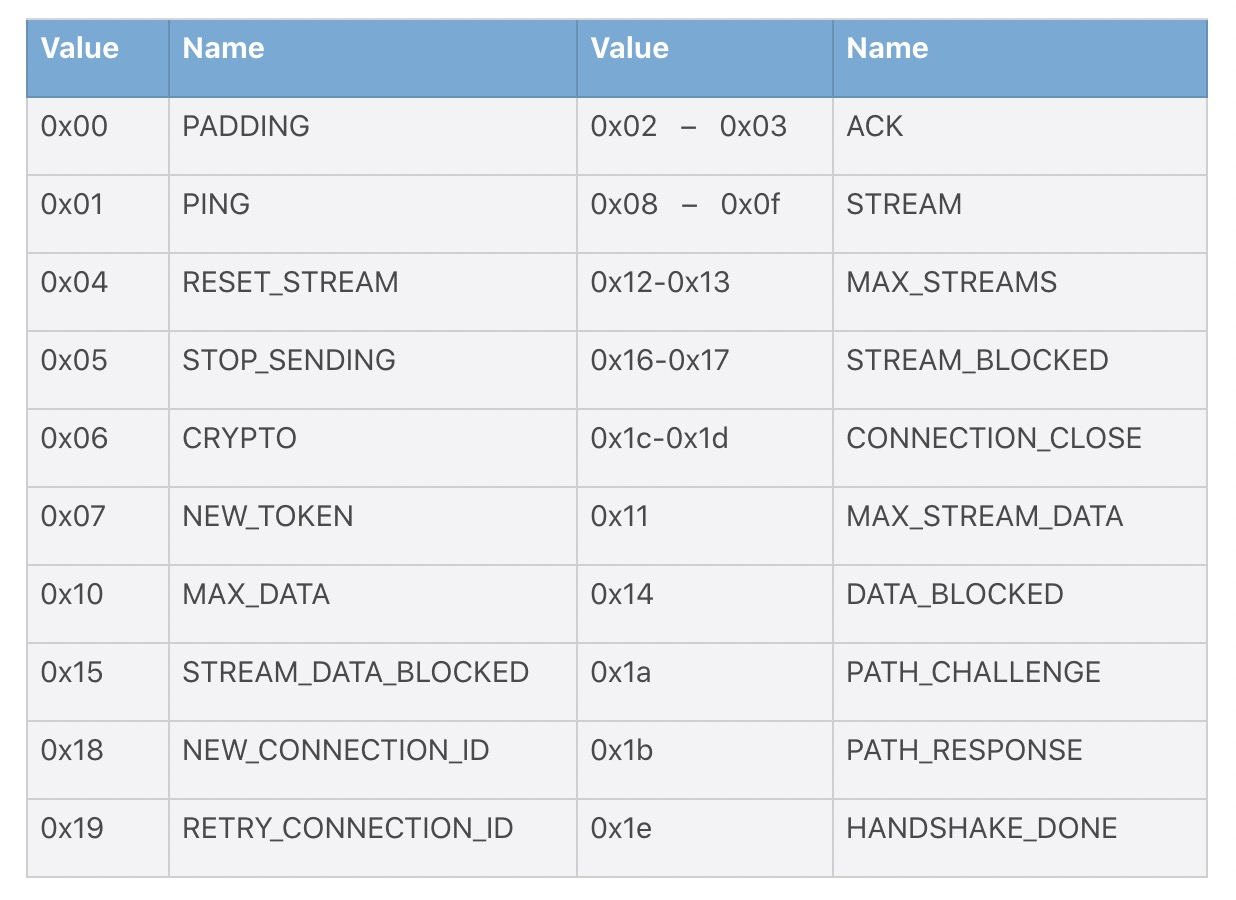 Value Name Value Name
0x00 PADDING 0x02 – 0x03 ACK
0x01 PING 0x08 – 0x0f STREAM
0x04 RESET_STREAM 0x12-0x13 MAX_STREAMS
0x05 STOP_SENDING 0x16-0x17 STREAM_BLOCKED
0x06 CRYPTO 0x1c-0x1d CONNECTION_CLOSE
0x07 NEW_TOKEN 0x11 MAX_STREAM_DATA
0x10 MAX_DATA 0x14 DATA_BLOCKED
0x15 STREAM_DATA_BLOCKED 0x1a PATH_CHALLENGE
0x18 NEW_CONNECTION_ID 0x1b PATH_RESPONSE
0x19 RETRY_CONNECTION_ID 0x1e HANDSHAKE_DONE